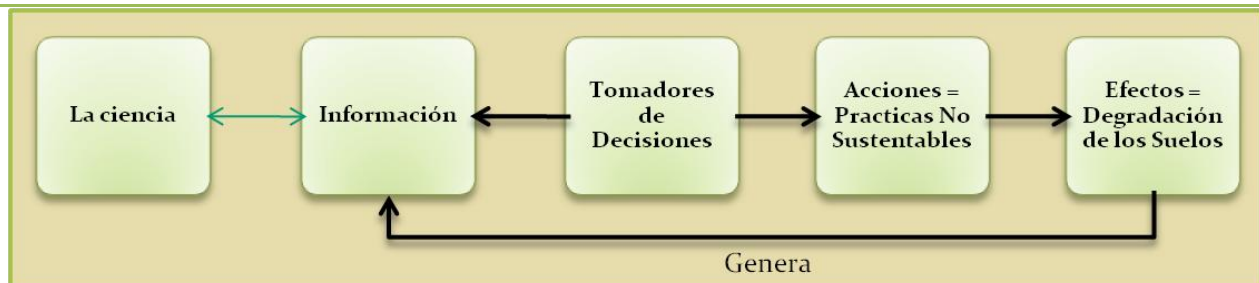 La ciencia
Información
Tomadores
de
Decisiones
Acciones =
Practicas No
Sustentables
Efectos =
Degradación
de los Suelos
Genera